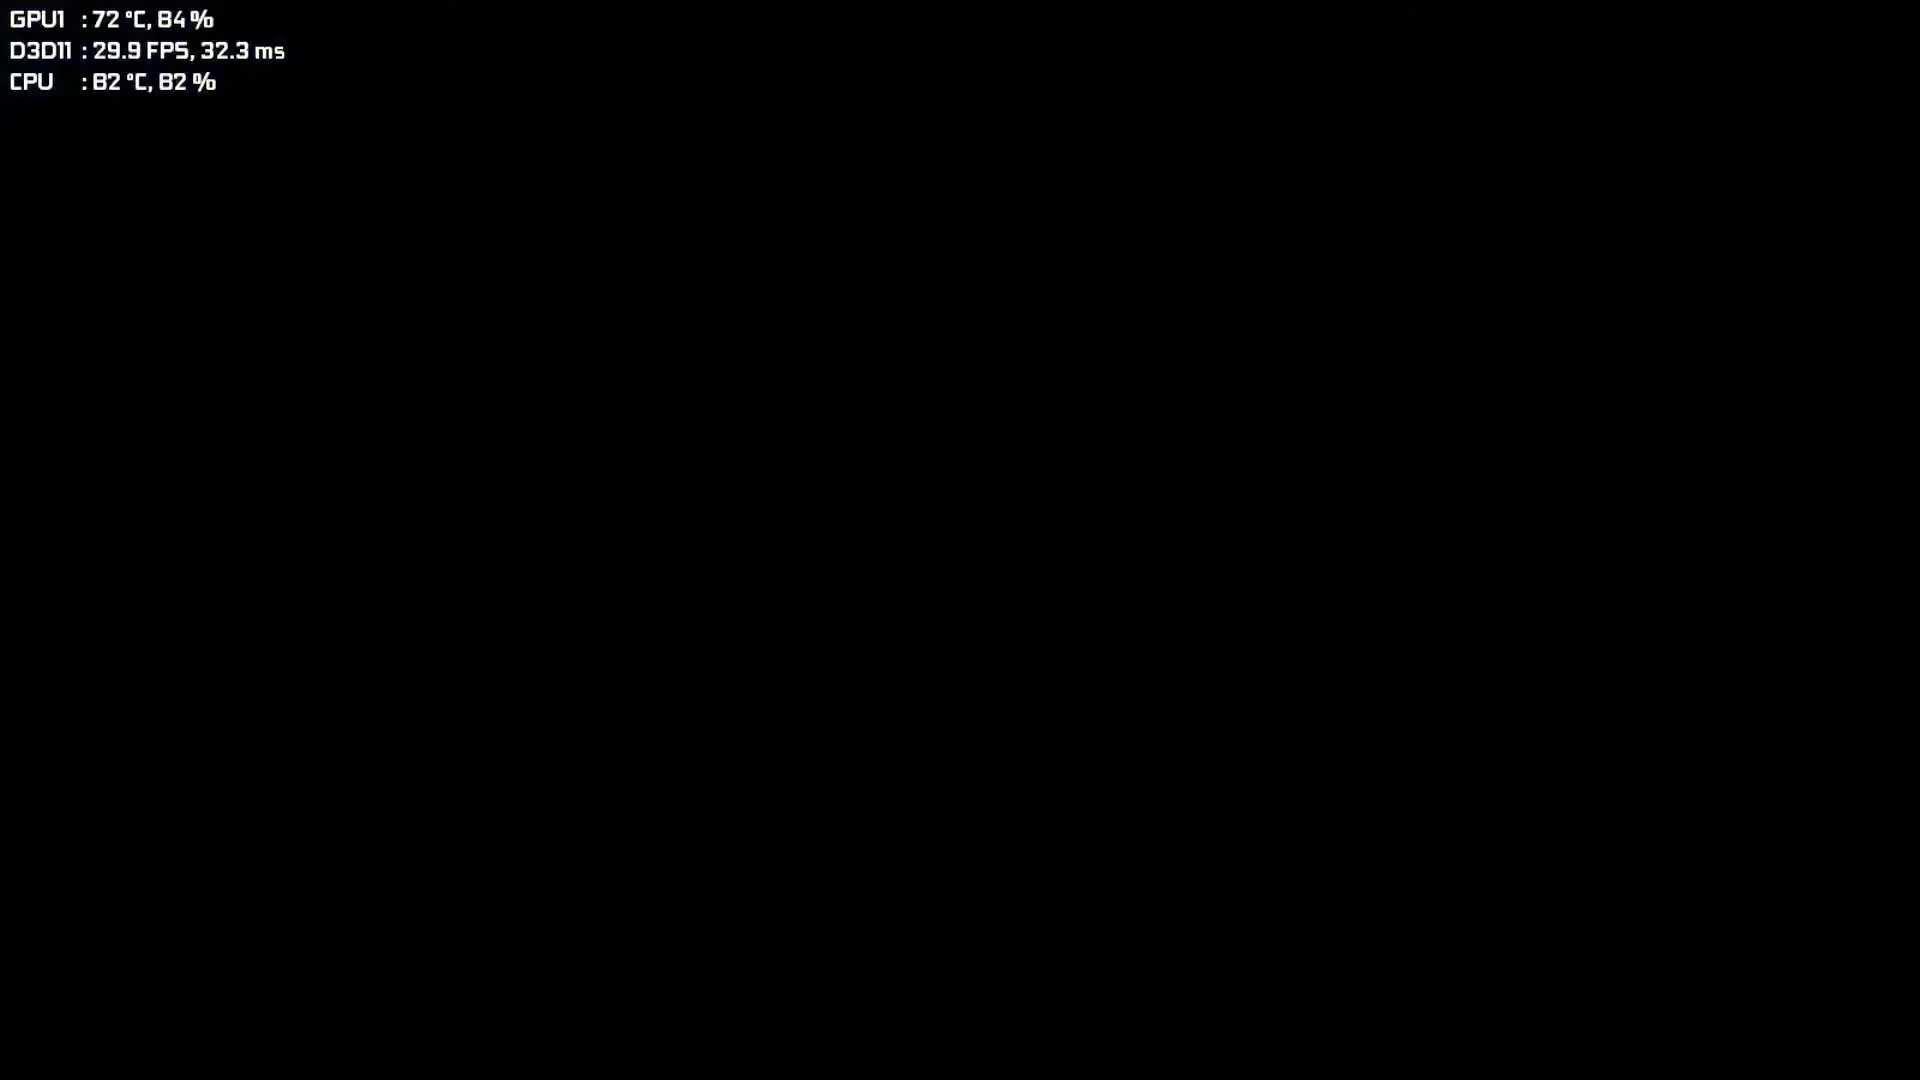 GPU1 : 72 °C, 84 %
D3D11 : 29.9 FPS, 32.3 ms
CPU : 82 °C, 82 %